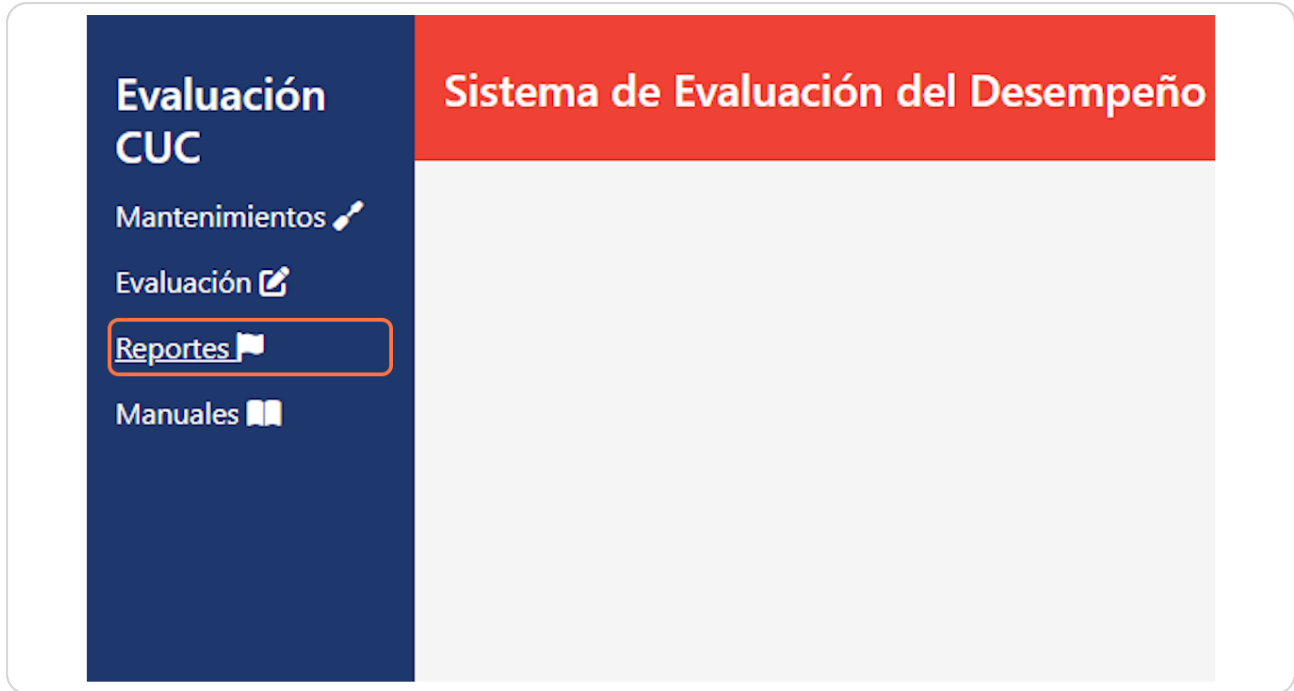 Evaluación
CUC
Mantenimientos
Evaluación
Reportes
Manuales
Sistema de Evaluación del Desempeño